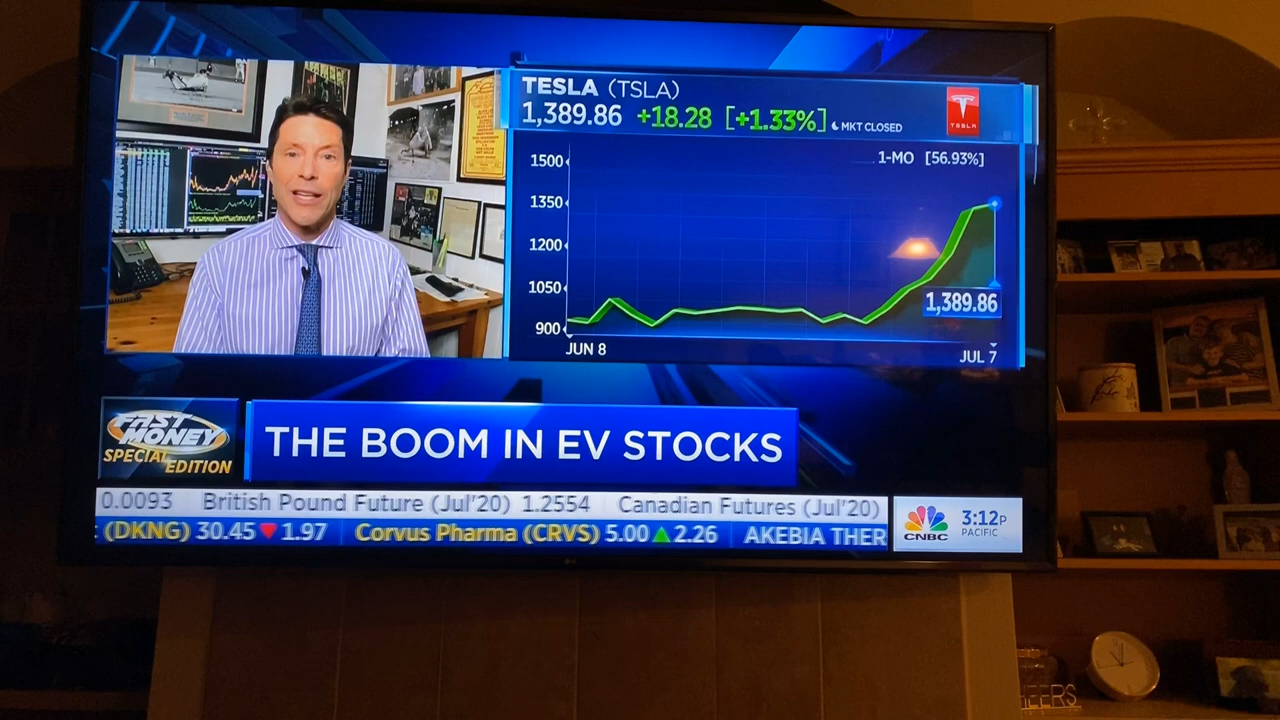 TESLA (TSLA)
1,389.86 +18.28 [+1.33%] MKT CLOSED
TESLA
1-MO [56.93%]
1500
1350
1200
1050
900
1,389.86
JUN 8
JUL 7
FAST MONEY
SPECIAL EDITION
THE BOOM IN EV STOCKS
0.0093 British Pound Future (Jul'20) 1.2554 Canadian Futures (Jul'20)
(DKNG) 30.45 ▼ 1.97 Corvus Pharma (CRVS) 5.00 ▲ 2.26 AKEBIA THER
CNBC
3:12P
PACIFIC
LG
HEERS